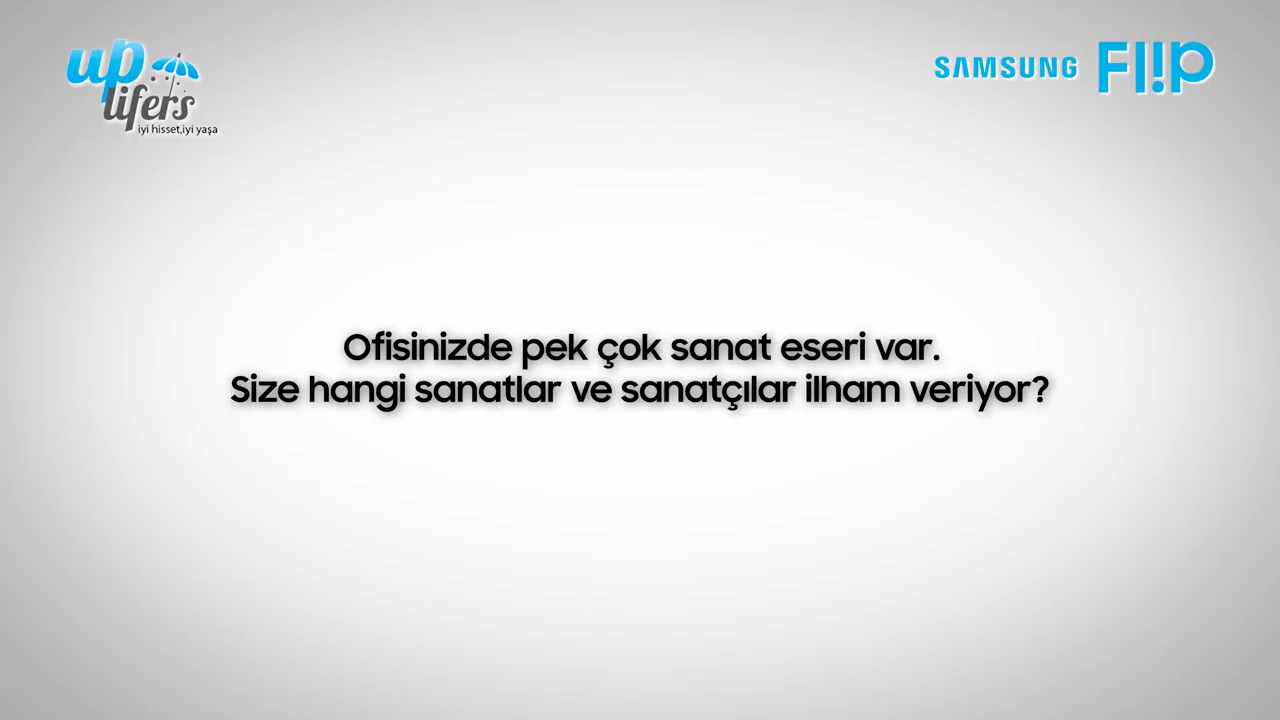 up
lifers
iyi hisset,iyi yaşa
SAMSUNG Flip
Ofisinizde pek çok sanat eseri var.
Size hangi sanatlar ve sanatçılar ilham veriyor?